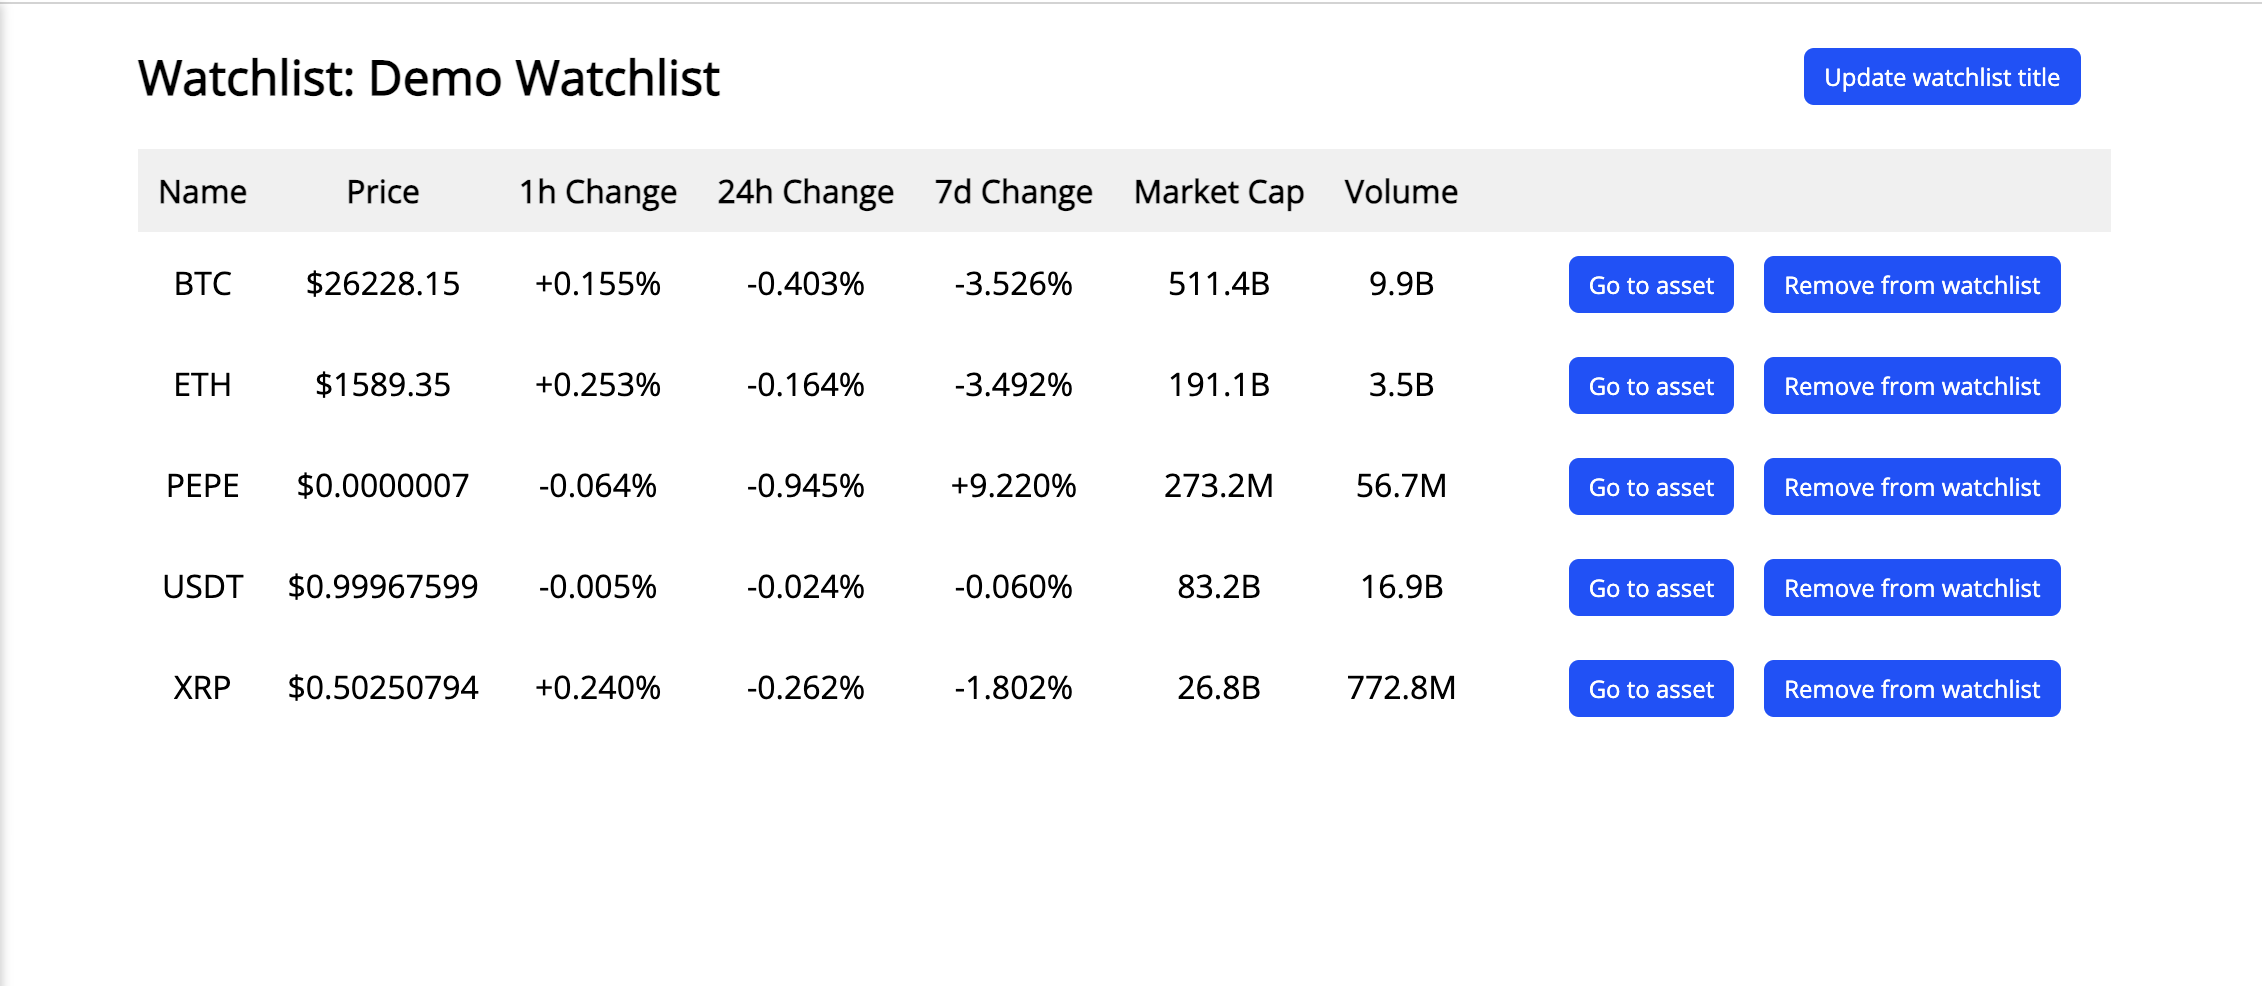 Watchlist: Demo Watchlist Update watchlist title
Name Price 1h Change 24h Change 7d Change Market Cap Volume
BTC $26228.15 +0.155% -0.403% -3.526% 511.4B 9.9B Go to asset Remove from watchlist
ETH $1589.35 +0.253% -0.164% -3.492% 191.1B 3.5B Go to asset Remove from watchlist
PEPE $0.0000007 -0.064% -0.945% +9.220% 273.2M 56.7M Go to asset Remove from watchlist
USDT $0.99967599 -0.005% -0.024% -0.060% 83.2B 16.9B Go to asset Remove from watchlist
XRP $0.50250794 +0.240% -0.262% -1.802% 26.8B 772.8M Go to asset Remove from watchlist